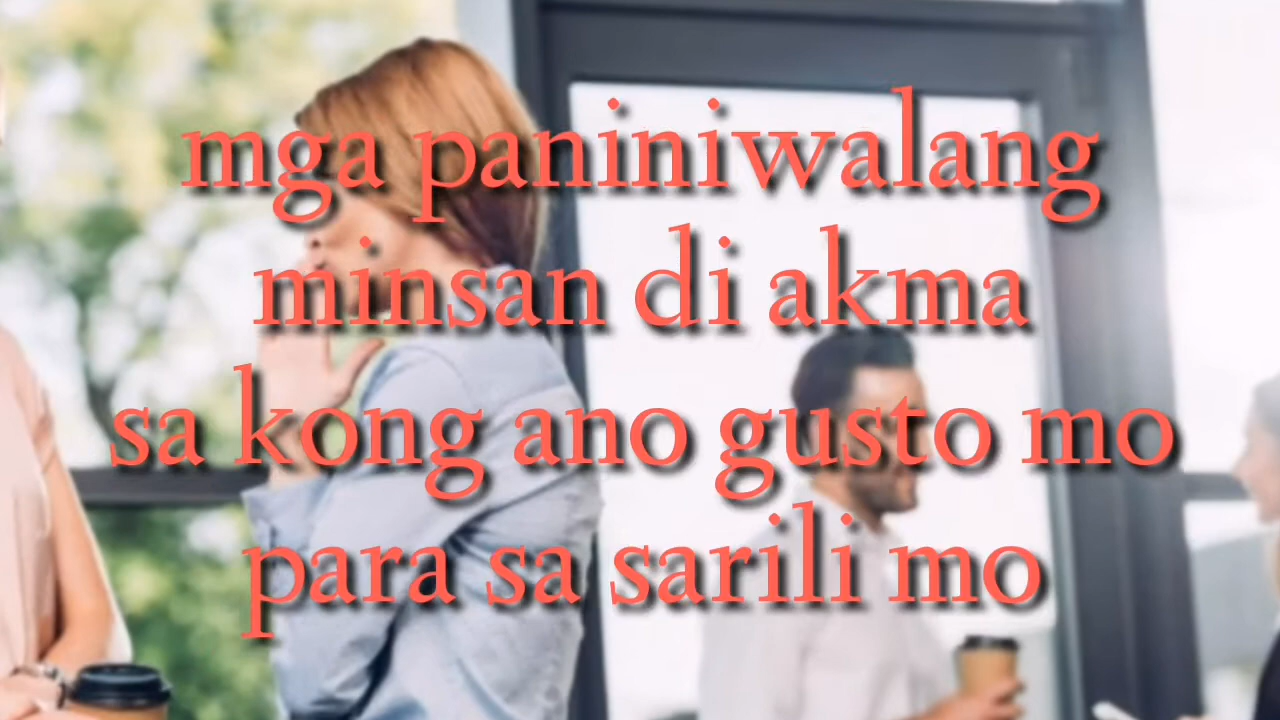 mga paniniwalang
minsan di akma
sa kong ano gusto mo
para sa sarili mo